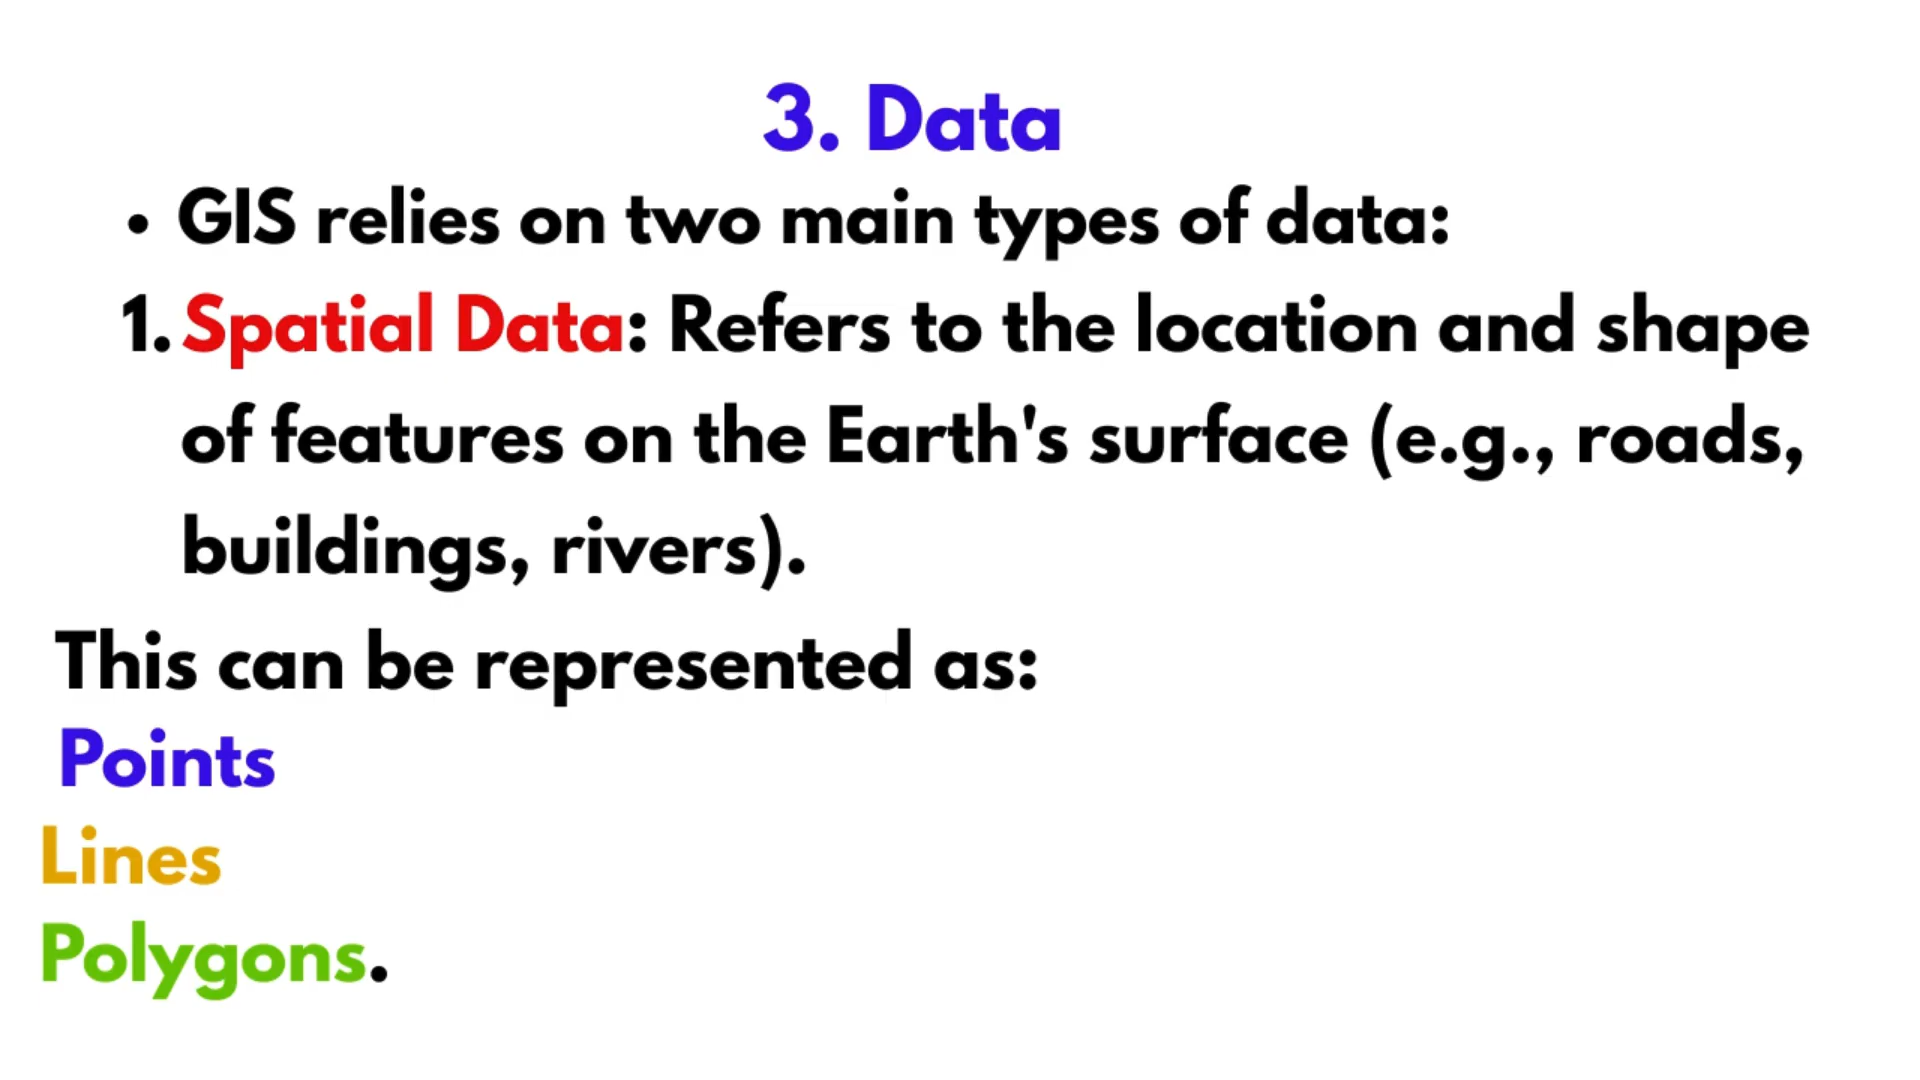 3. Data
• GIS relies on two main types of data:
1. Spatial Data: Refers to the location and shape
of features on the Earth's surface (e.g., roads,
buildings, rivers).
This can be represented as:
Points
Lines
Polygons.